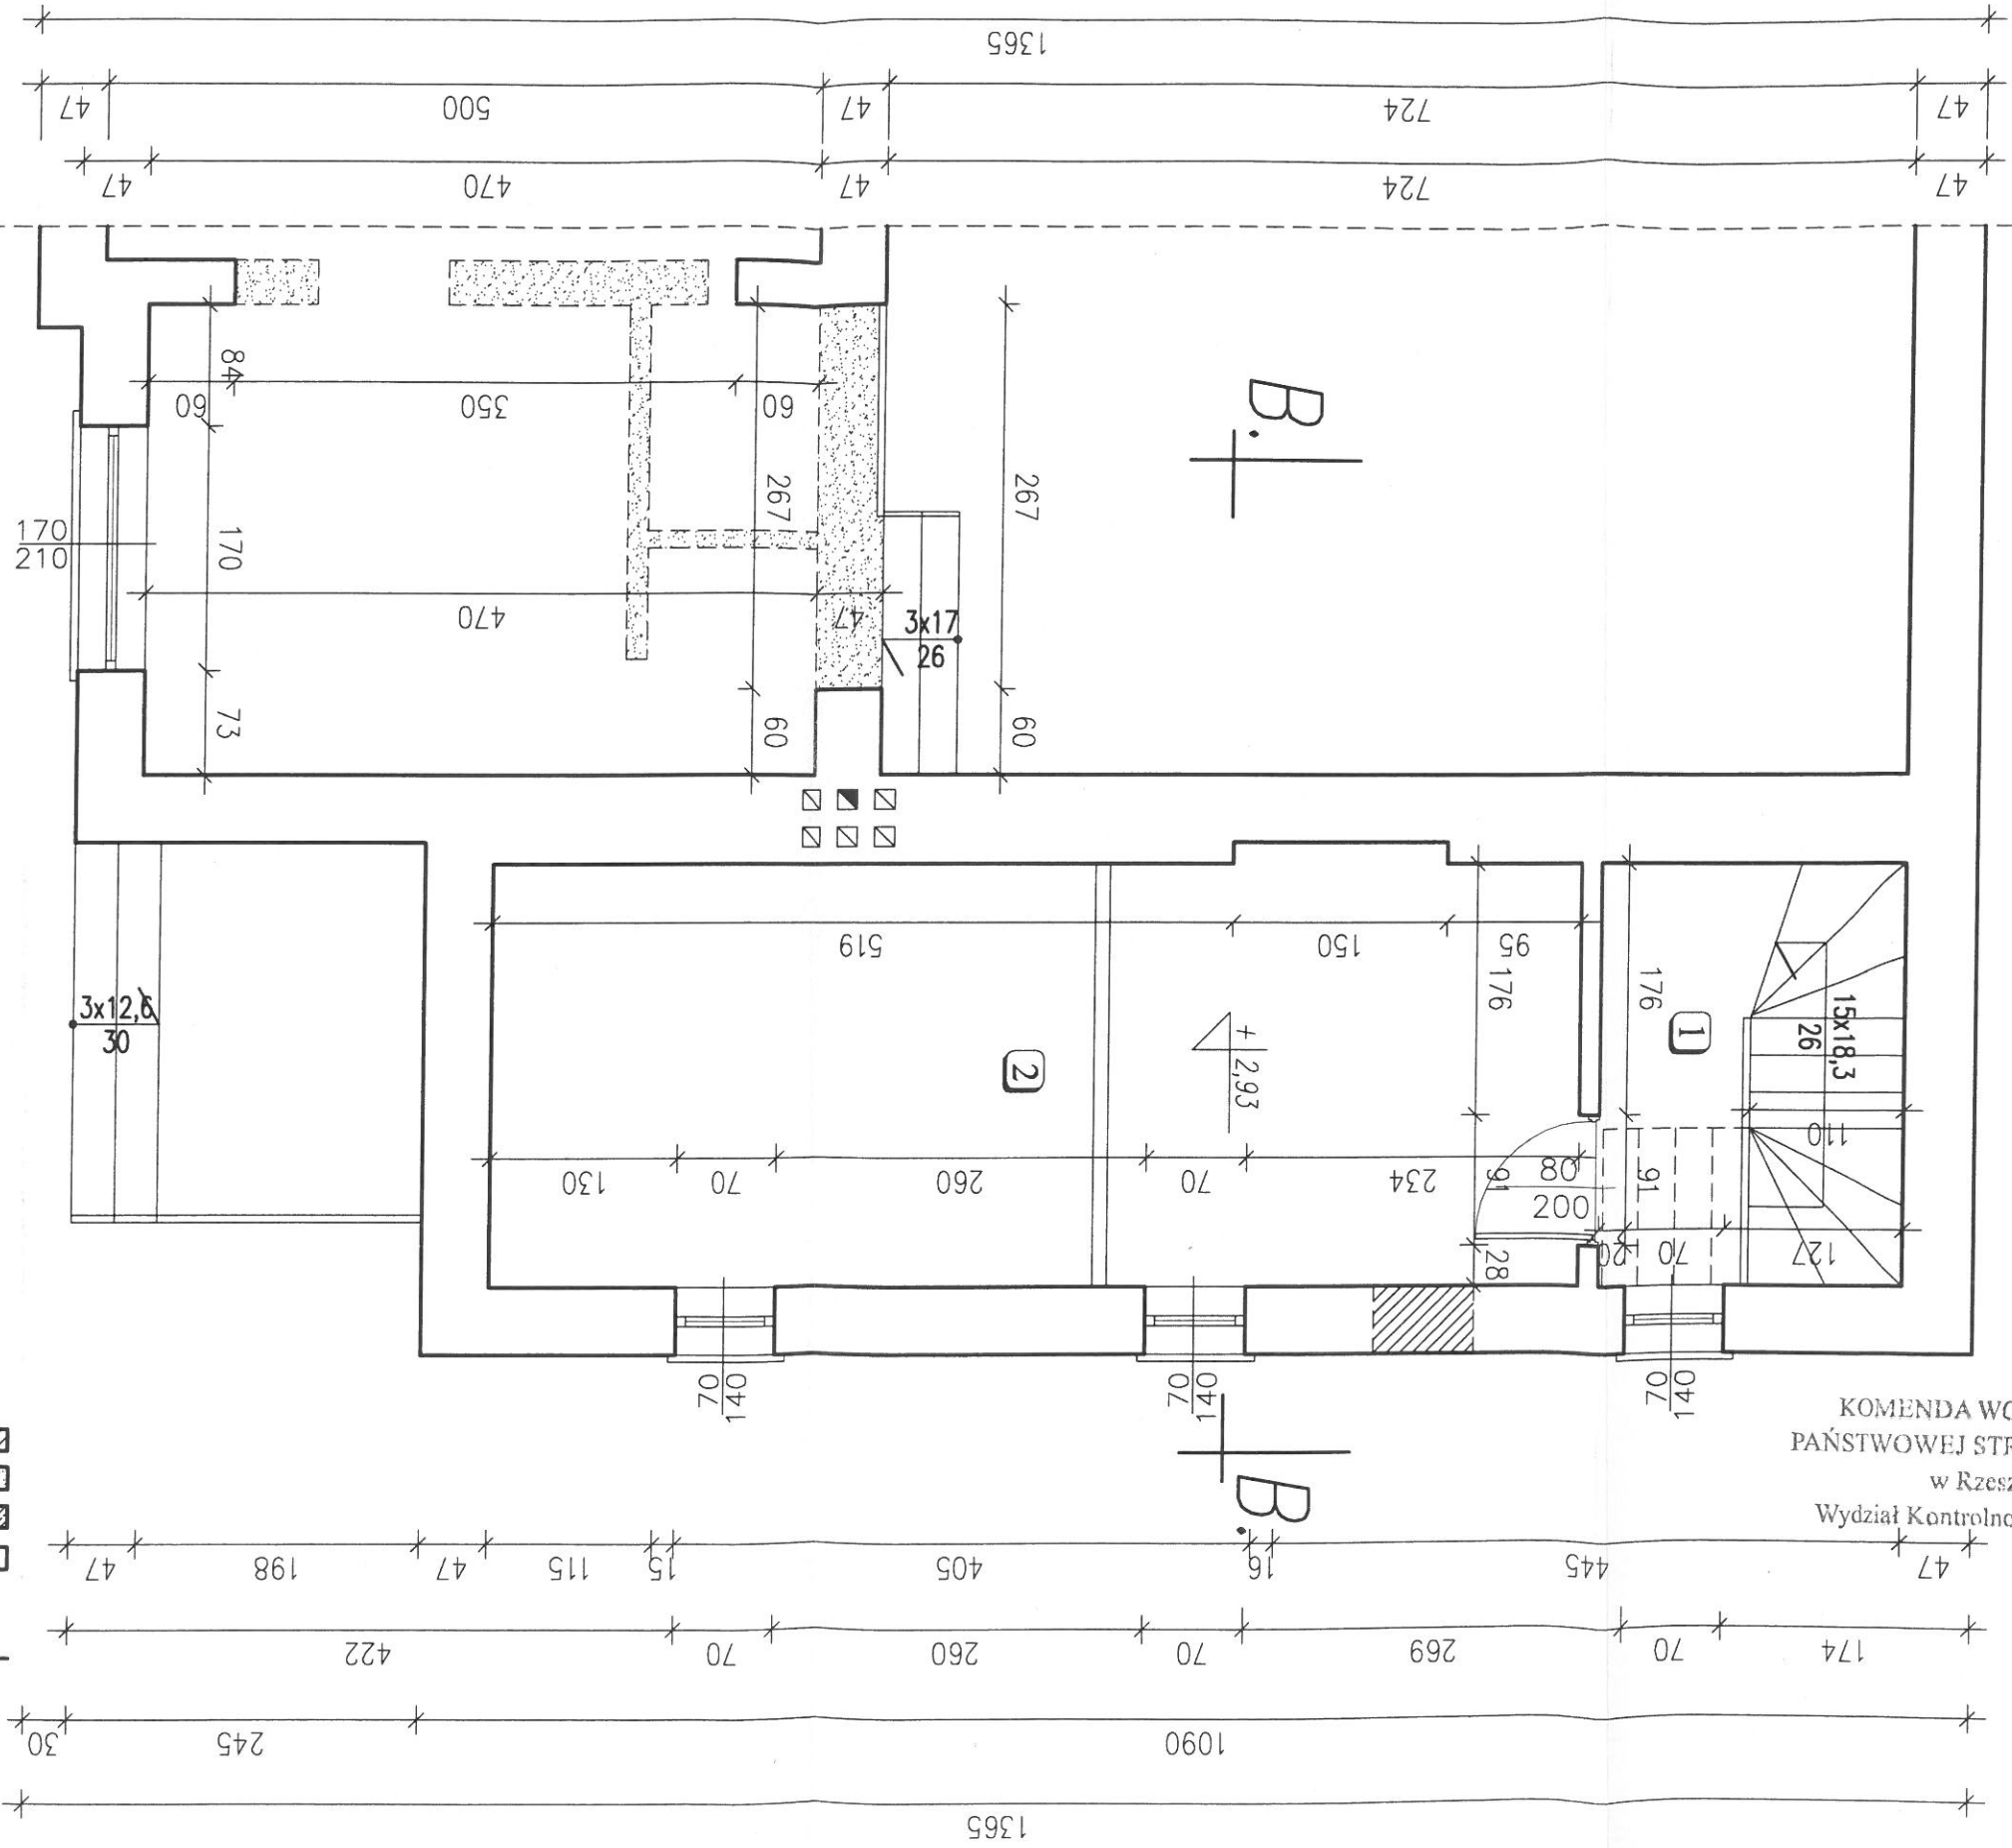 1365
47 500 47 724 47
47 470 47 724 47
84
60 350 60
B.
267
267
170
210
170
470
47
3x17
26
73
60
60
519 150 95
176
176
1
15x18,3
26
3x12,6
30
2
+2,93
110
130 70 260 70 234
91
80
200
91
28
20 70 127
70
140
70
140
70
140
KOMENDA WO
PAŃSTWOWEJ STR
w Rzesz
Wydział Kontrolno
B.
47 198 47 115 15 405 16 445 47
422 70 260 70 269 70 174
30 245 1090
1365